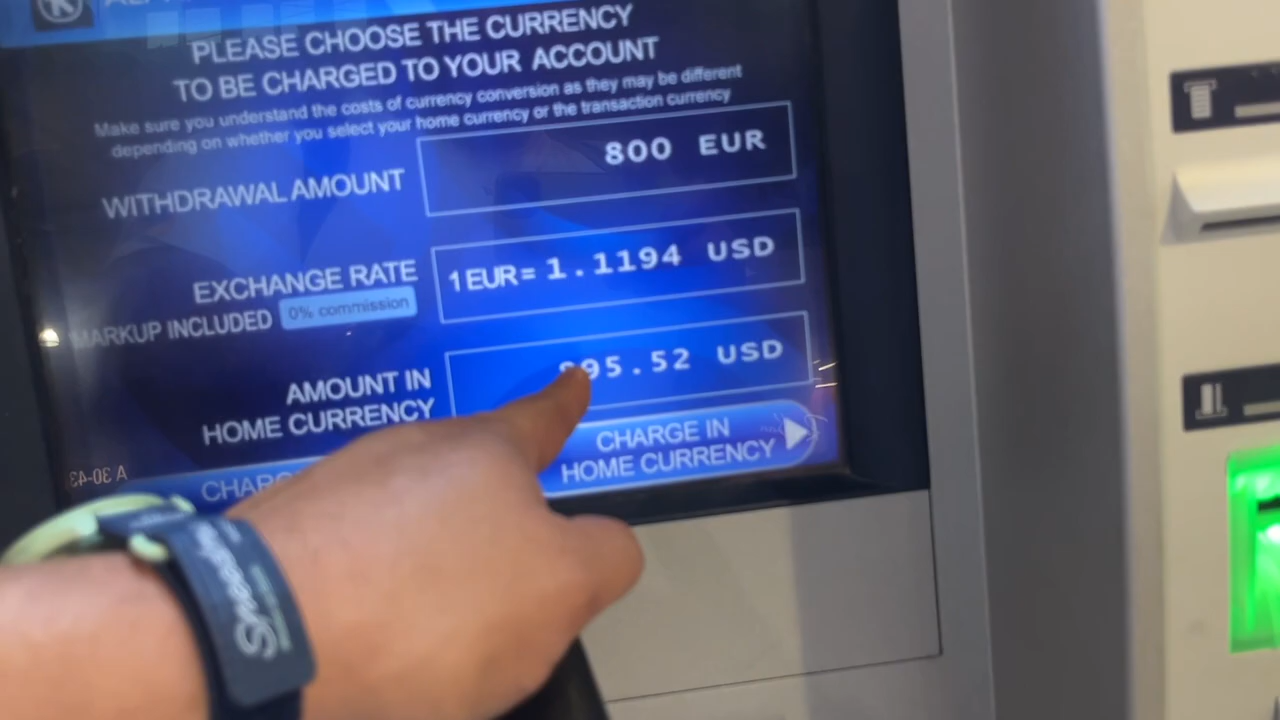 PLEASE CHOOSE THE CURRENCY
TO BE CHARGED TO YOUR ACCOUNT
Make sure you understand the costs of currency conversion as they may be different
depending on whether you select your home currency or the transaction currency
WITHDRAWAL AMOUNT 800 EUR
EXCHANGE RATE 1 EUR= 1.1194 USD
MARKUP INCLUDED 0% commission
AMOUNT IN
HOME CURRENCY
95.52 USD
CHARGE IN
HOME CURRENCY
A 30-43